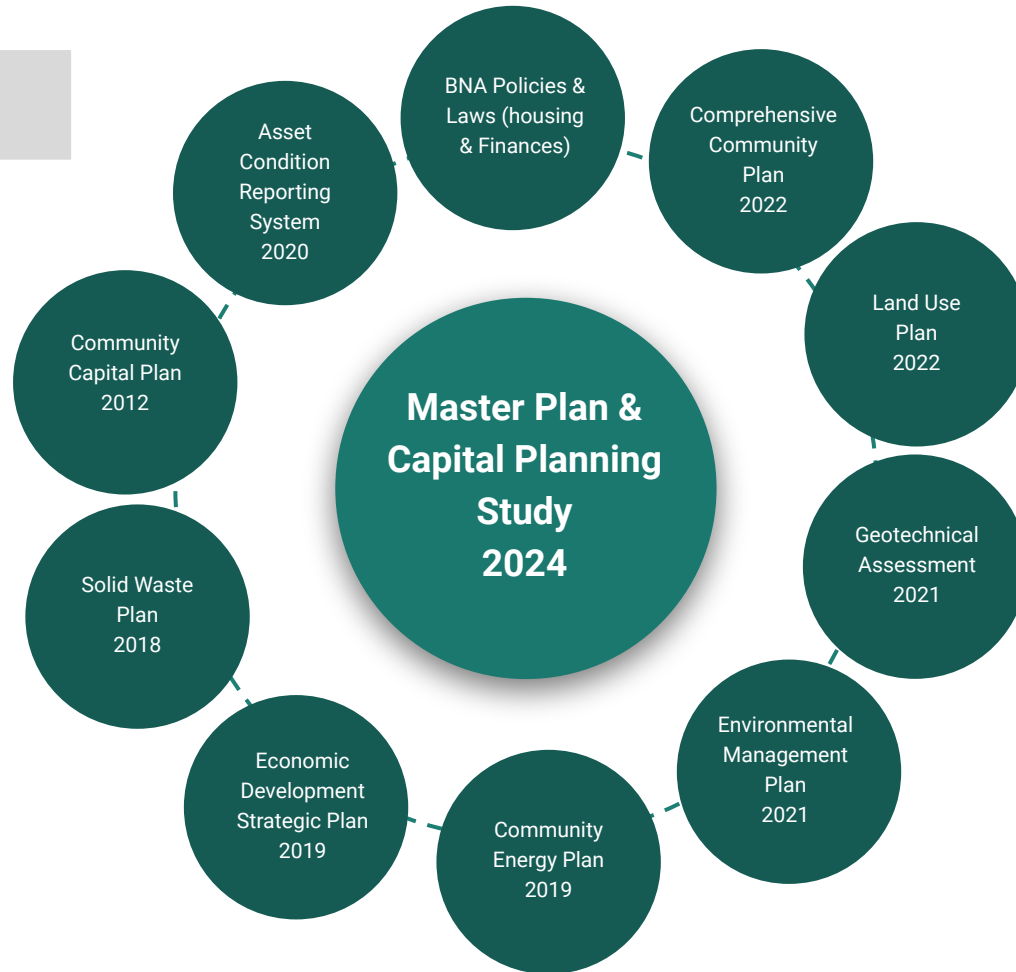 BNA Policies &
Laws (housing
& Finances)
Comprehensive
Community
Plan
2022
Land Use
Plan
2022
Geotechnical
Assessment
2021
Environmental
Management
Plan
2021
Community
Energy Plan
2019
Economic
Development
Strategic Plan
2019
Solid Waste
Plan
2018
Community
Capital Plan
2012
Asset
Condition
Reporting
System
2020
Master Plan &
Capital Planning
Study
2024